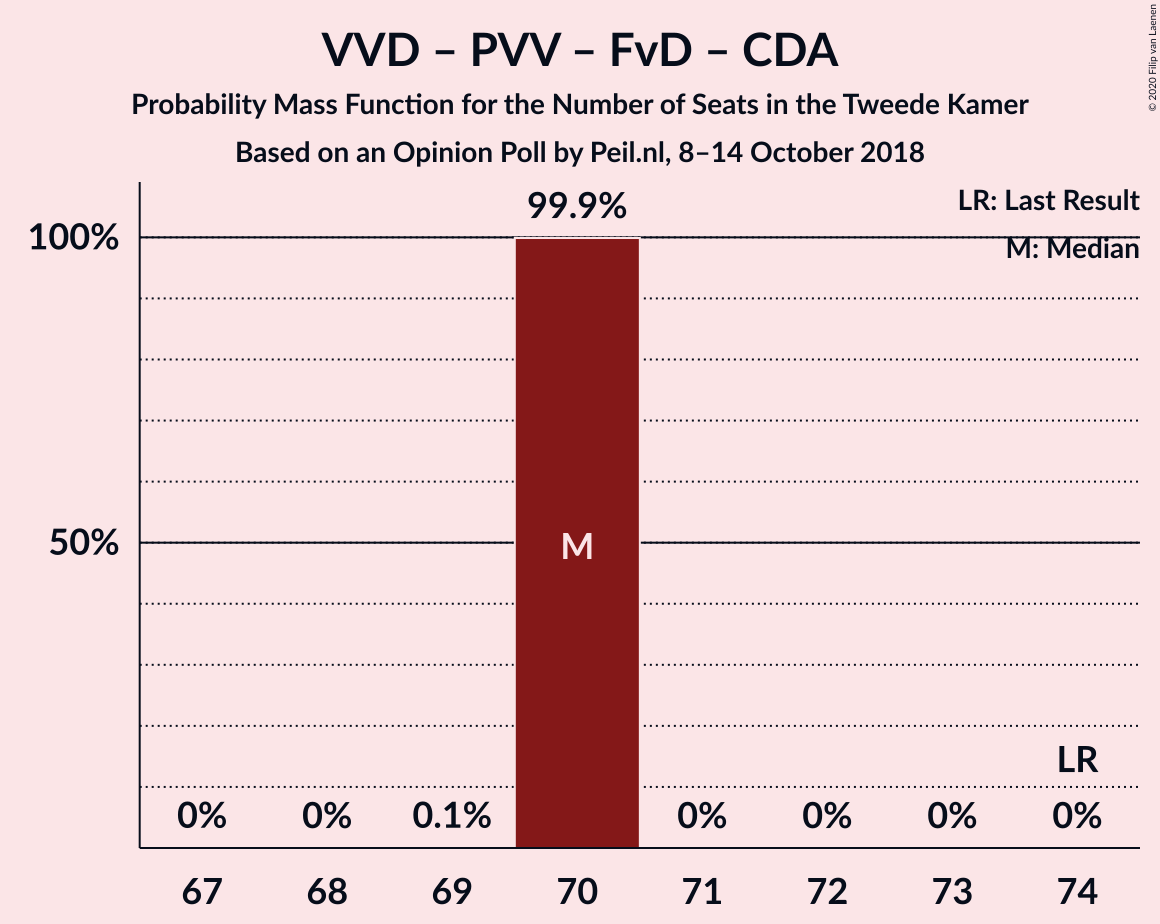 VVD – PVV – FvD – CDA
Probability Mass Function for the Number of Seats in the Tweede Kamer
Based on an Opinion Poll by Peil.nl, 8–14 October 2018
© 2020 Filip van Laenen
LR: Last Result
M: Median
99.9%
100%
50%
M
LR
0% 0% 0.1% 0% 0% 0% 0%
67 68 69 70 71 72 73 74